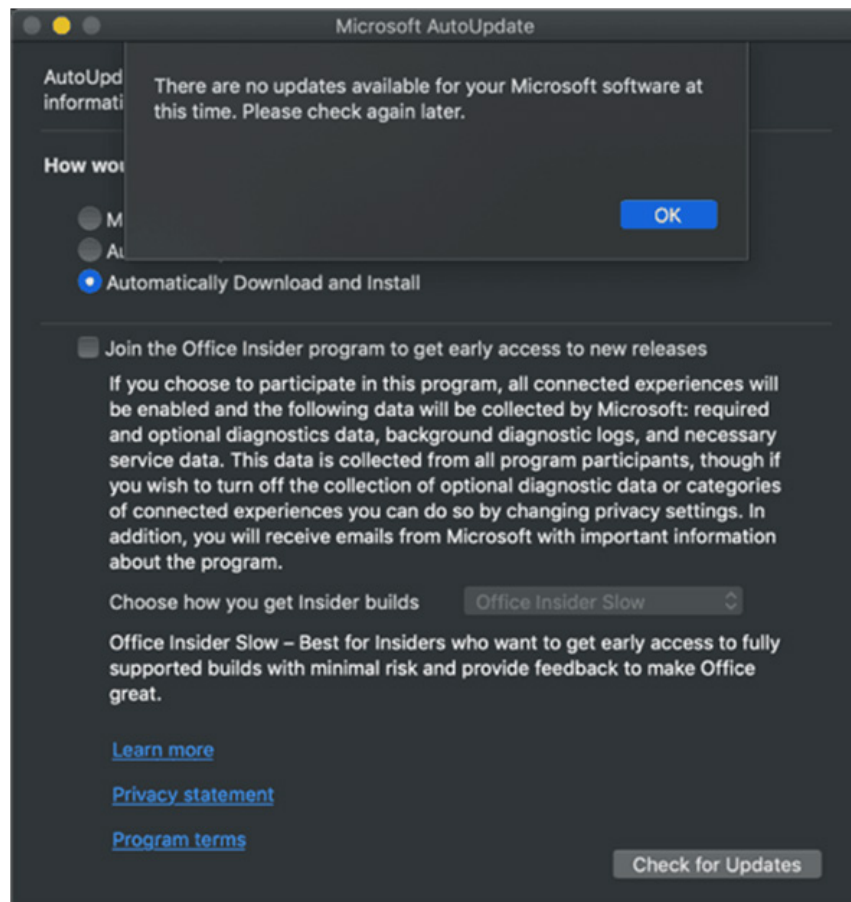 Microsoft AutoUpdate
There are no updates available for your Microsoft software at
this time. Please check again later.
OK
AutoUpd
informati
How wou
M
Au
Automatically Download and Install
Join the Office Insider program to get early access to new releases
If you choose to participate in this program, all connected experiences will
be enabled and the following data will be collected by Microsoft: required
and optional diagnostics data, background diagnostic logs, and necessary
service data. This data is collected from all program participants, though if
you wish to turn off the collection of optional diagnostic data or categories
of connected experiences you can do so by changing privacy settings. In
addition, you will receive emails from Microsoft with important information
about the program.
Choose how you get Insider builds Office Insider Slow
Office Insider Slow – Best for Insiders who want to get early access to fully
supported builds with minimal risk and provide feedback to make Office
great.
Learn more
Privacy statement
Program terms
Check for Updates